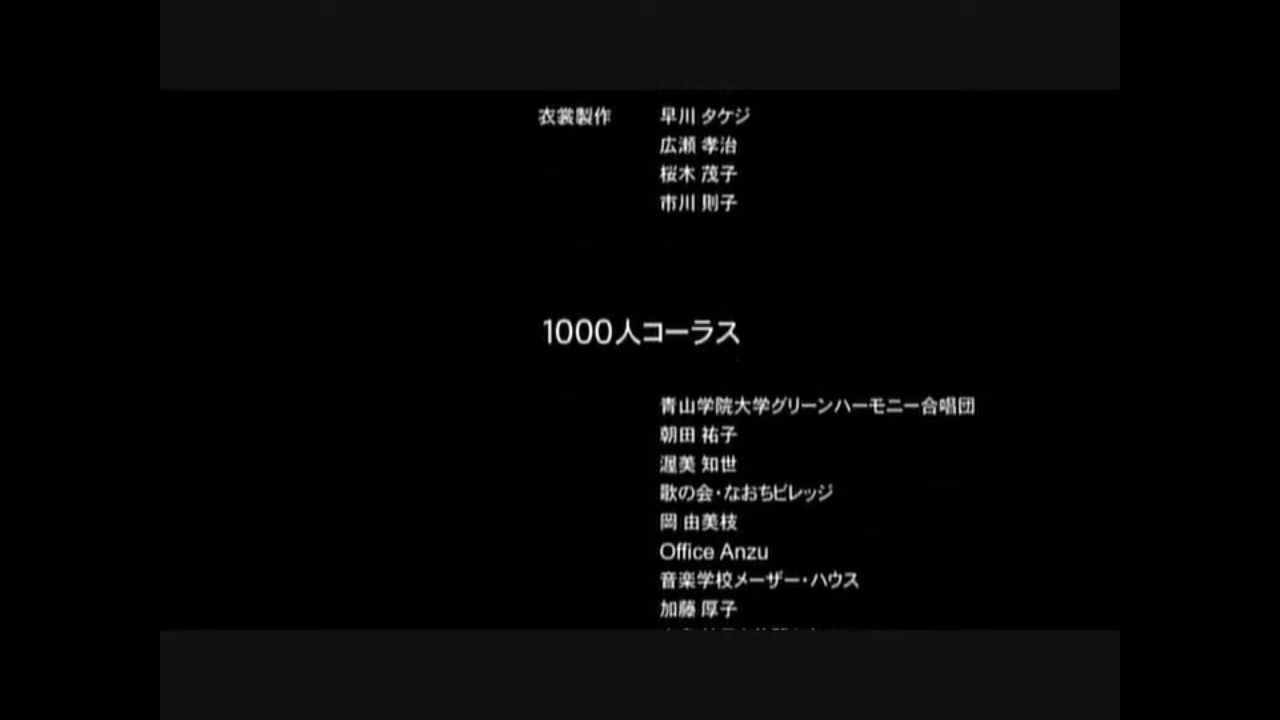 衣裳製作 早川 タケジ
広瀬 孝治
桜木 茂子
市川 則子
1000人コーラス
青山学院大学グリーンハーモニー合唱団
朝田 祐子
渥美 知世
歌の会・なおちビレッジ
岡 由美枝
Office Anzu
音楽学校メーザー・ハウス
加藤 厚子